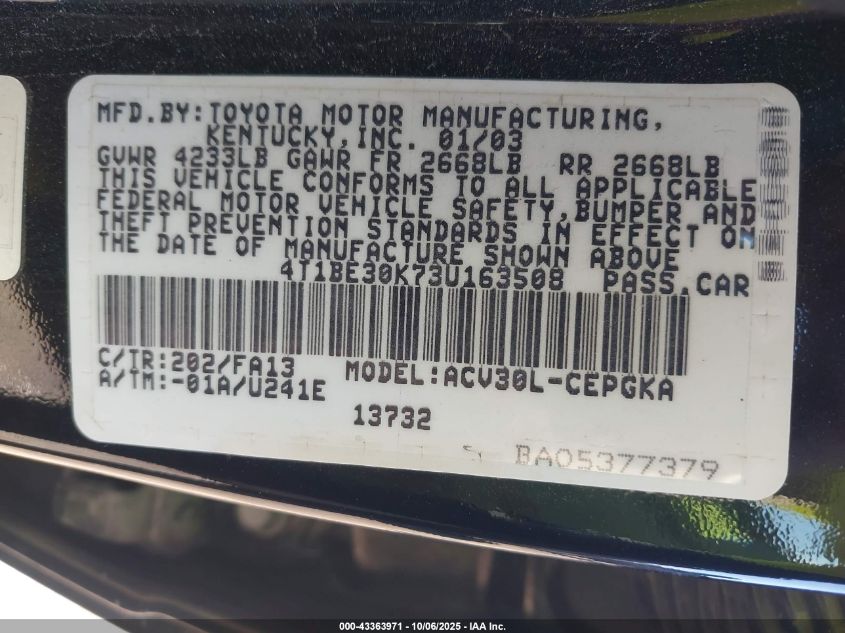 MFD.BY:TOYOTA MOTOR MANUFACTURING,
KENTUCKY,INC. 01/03
GVWR 4233LB GAWR FR 2668LB RR 2668LB
THIS VEHICLE CONFORMS TO ALL APPLICABLE
FEDERAL MOTOR VEHICLE SAFETY,BUMPER AND
THEFT PREVENTION STANDARDS IN EFFECT ON
THE DATE OF MANUFACTURE SHOWN ABOVE
4T1BE30K73U163508 PASS.CAR
C/TR:202/FA13 MODEL:ACV30L-CEPGKA
A/TM:-01A/U241E
13732
S BA05377379
000-43363971 | 10/06/2025 - IAA Inc.